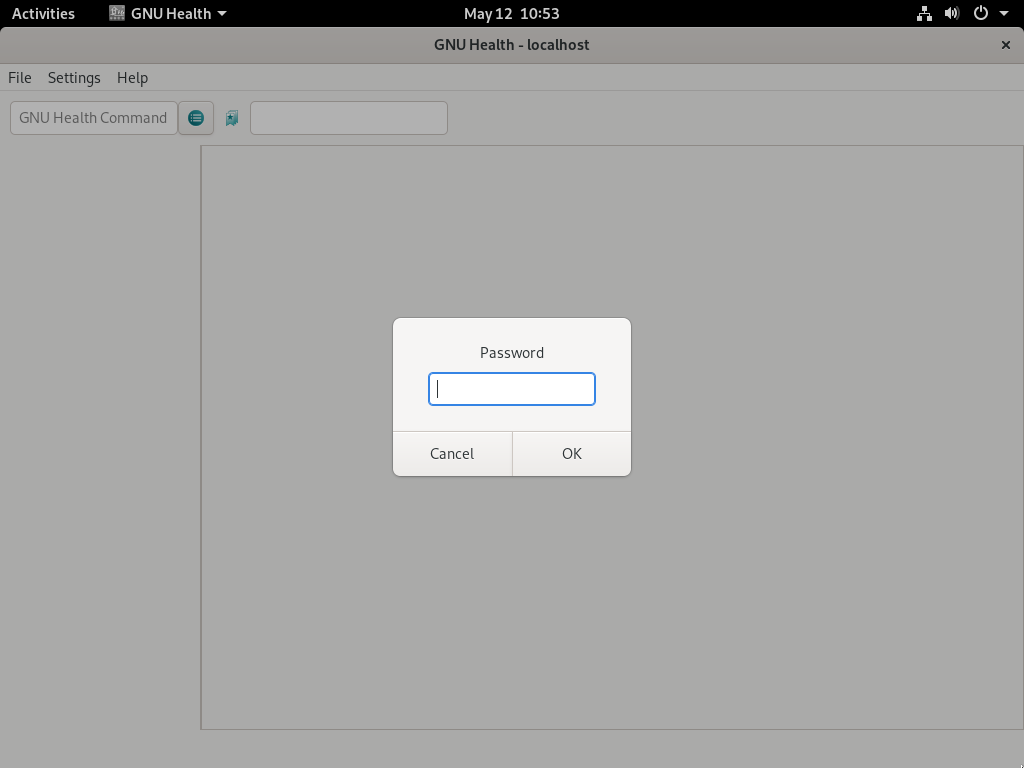 Activities GNU Health May 12 10:53
GNU Health - localhost
File Settings Help
GNU Health Command
Password
Cancel OK